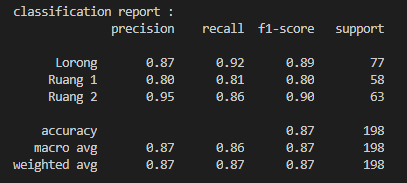 classification report :
precision recall f1-score support
Lorong 0.87 0.92 0.89 77
Ruang 1 0.80 0.81 0.80 58
Ruang 2 0.95 0.86 0.90 63
accuracy 0.87 198
macro avg 0.87 0.86 0.87 198
weighted avg 0.87 0.87 0.87 198